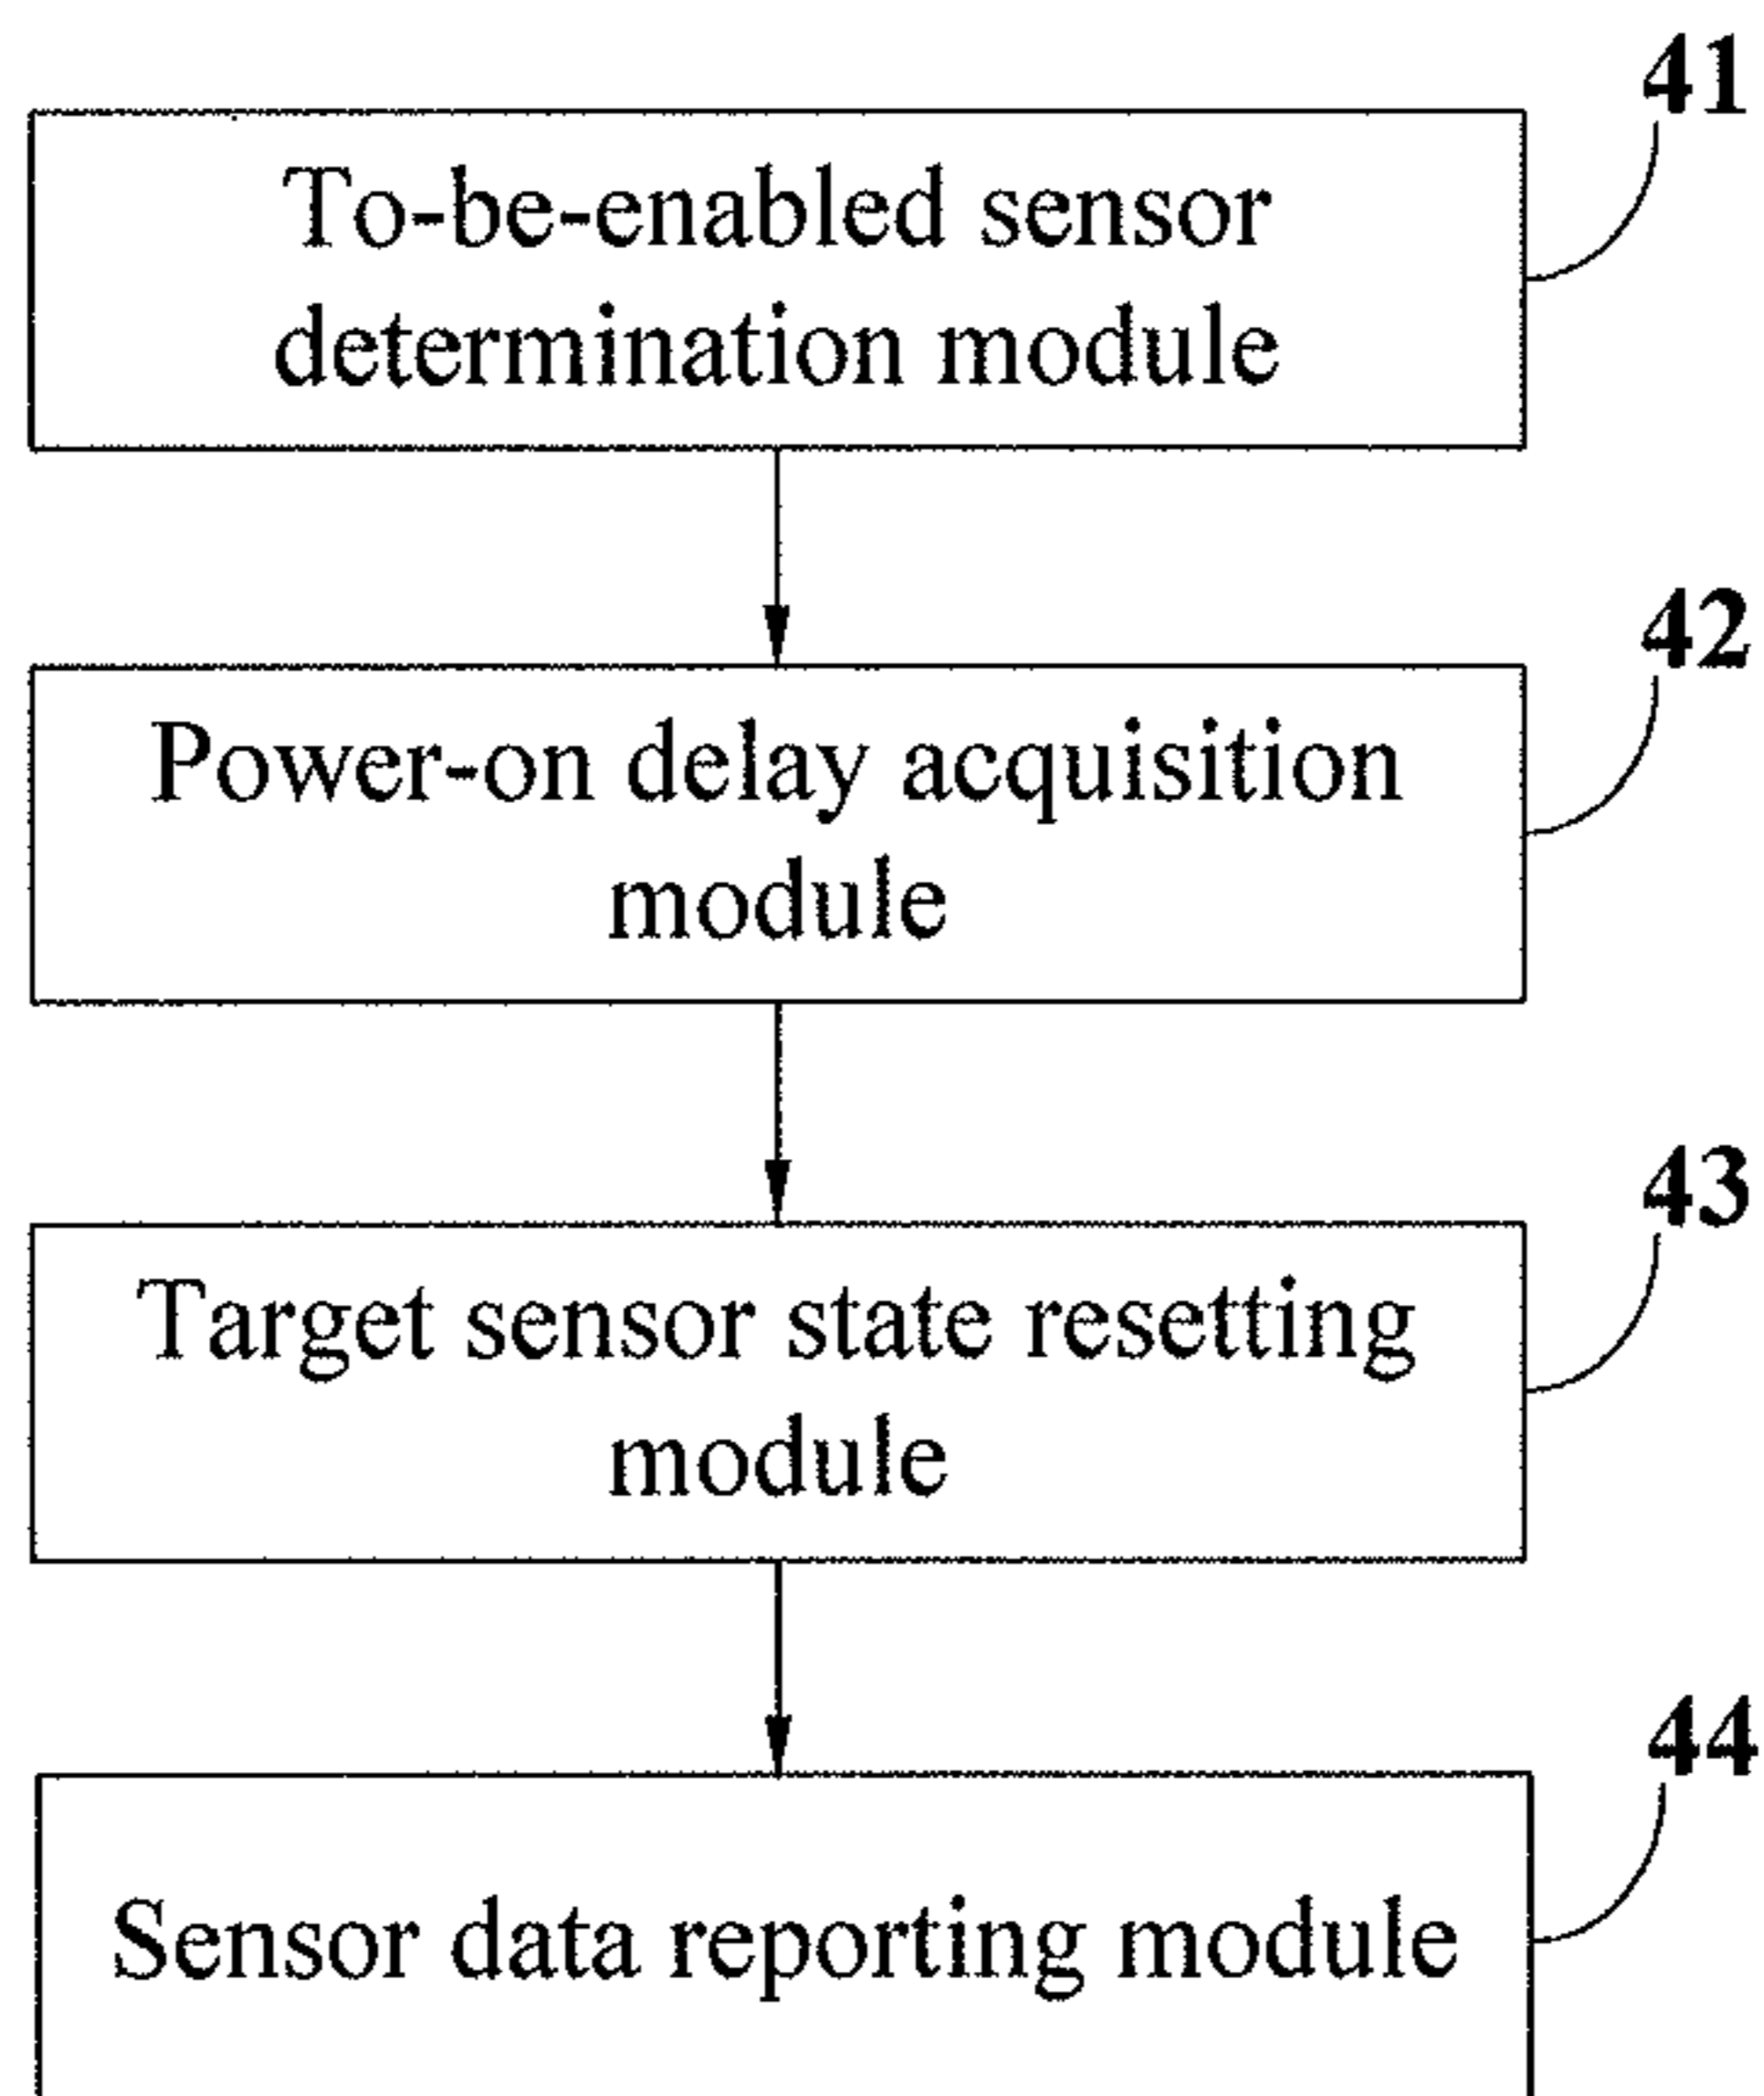 41
To-be-enabled sensor
determination module
42
Power-on delay acquisition
module
43
Target sensor state resetting
module
44
Sensor data reporting module